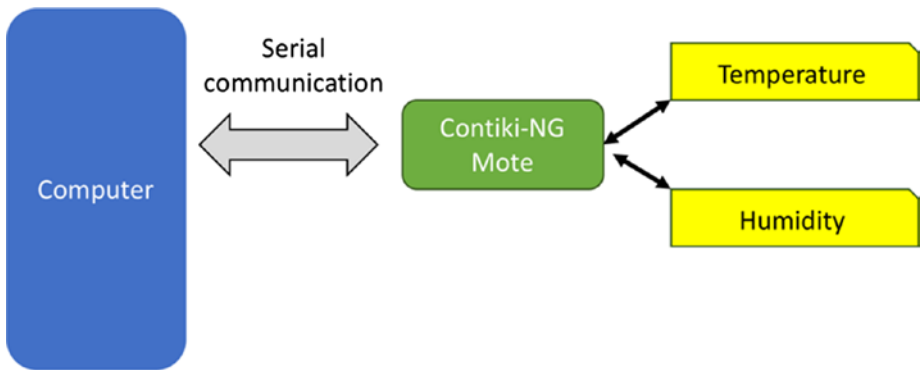 Serial
communication
Computer
Contiki-NG
Mote
Temperature
Humidity